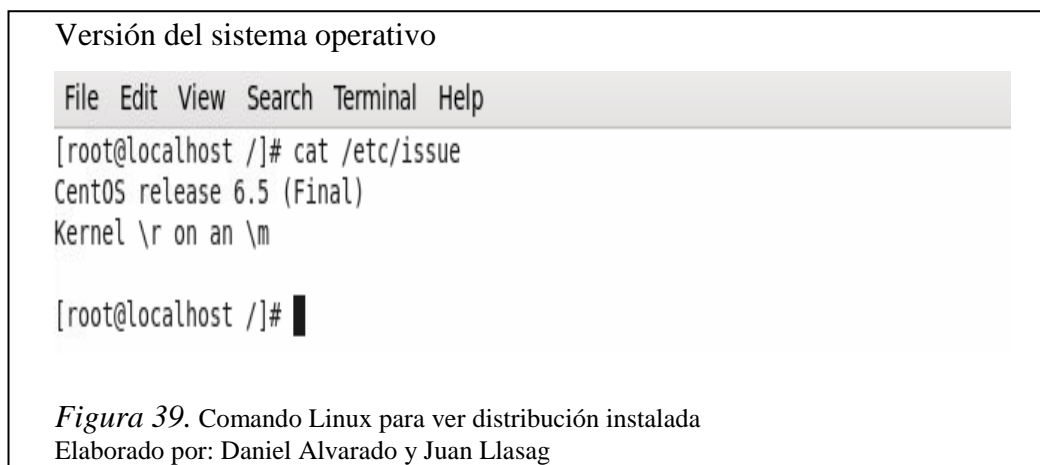 Versión del sistema operativo
File Edit View Search Terminal Help
[root@localhost /]# cat /etc/issue
CentOS release 6.5 (Final)
Kernel \r on an \m
[root@localhost /]#
Figura 39. Comando Linux para ver distribución instalada
Elaborado por: Daniel Alvarado y Juan Llasag